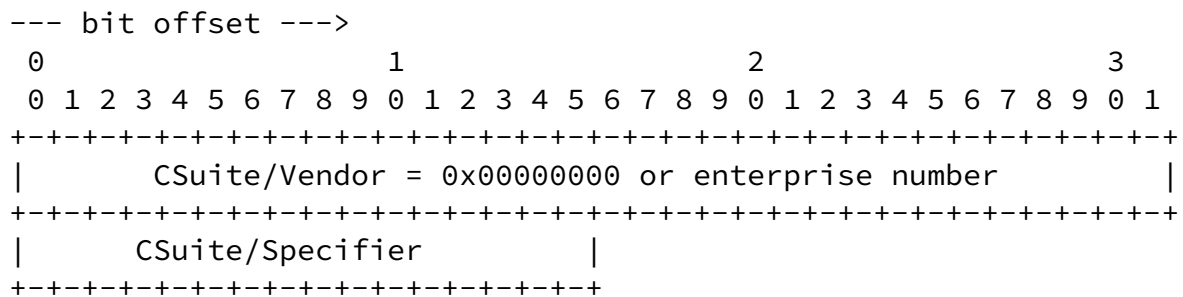 --- bit offset --->
 0                   1                   2                   3
 0 1 2 3 4 5 6 7 8 9 0 1 2 3 4 5 6 7 8 9 0 1 2 3 4 5 6 7 8 9 0 1
+-+-+-+-+-+-+-+-+-+-+-+-+-+-+-+-+-+-+-+-+-+-+-+-+-+-+-+-+-+-+-+-+
|      CSuite/Vendor = 0x00000000 or enterprise number          |
+-+-+-+-+-+-+-+-+-+-+-+-+-+-+-+-+-+-+-+-+-+-+-+-+-+-+-+-+-+-+-+-+
|      CSuite/Specifier         |
+-+-+-+-+-+-+-+-+-+-+-+-+-+-+-+-+